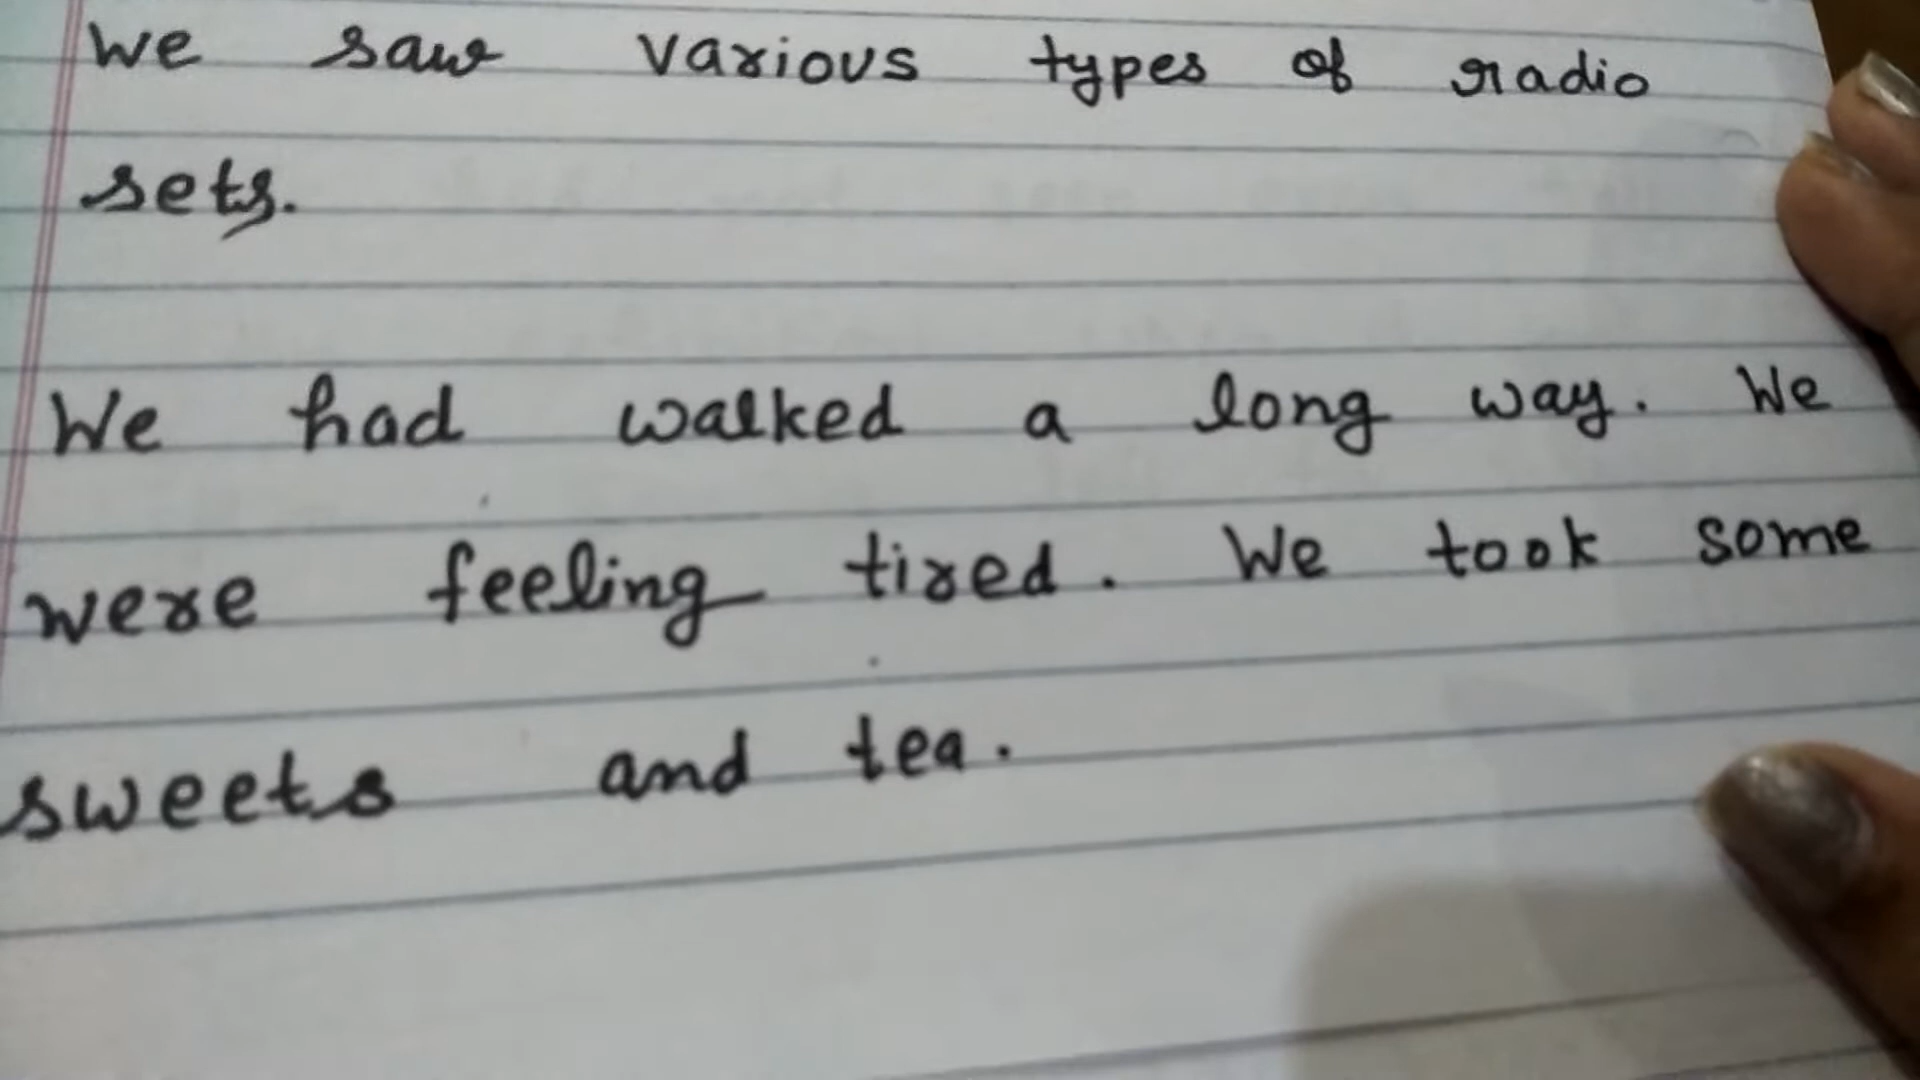 We saw various types of radio
sets.
We had walked a long way. We
were feeling tired. We took some
sweets and tea.